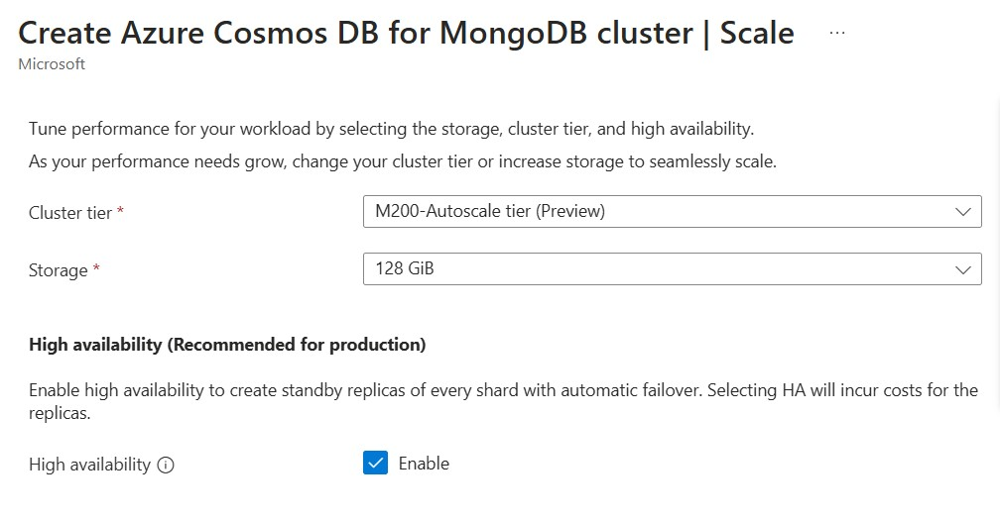 Create Azure Cosmos DB for MongoDB cluster | Scale ...
Microsoft
Tune performance for your workload by selecting the storage, cluster tier, and high availability.
As your performance needs grow, change your cluster tier or increase storage to seamlessly scale.
Cluster tier * M200-Autoscale tier (Preview)
Storage * 128 GiB
High availability (Recommended for production)
Enable high availability to create standby replicas of every shard with automatic failover. Selecting HA will incur costs for the
replicas.
High availability Enable